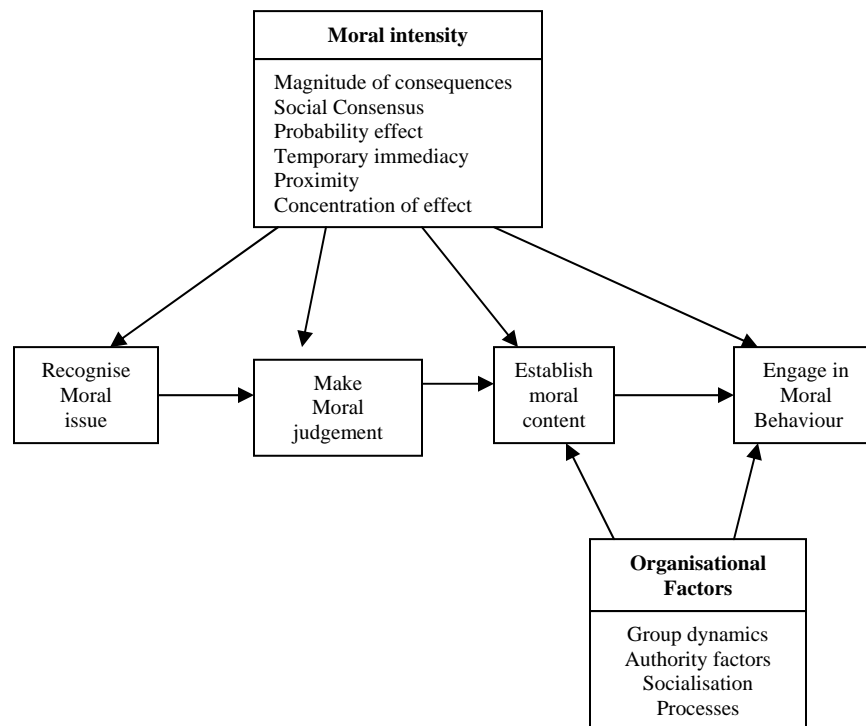 Moral intensity
Magnitude of consequences
Social Consensus
Probability effect
Temporary immediacy
Proximity
Concentration of effect
Recognise
Moral
issue
Make
Moral
judgement
Establish
moral
content
Engage in
Moral
Behaviour
Organisational
Factors
Group dynamics
Authority factors
Socialisation
Processes